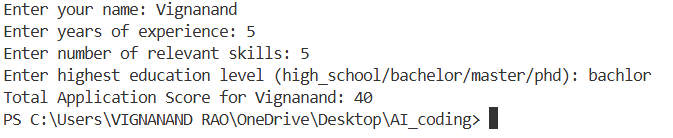 Enter your name: Vignanand
Enter years of experience: 5
Enter number of relevant skills: 5
Enter highest education level (high_school/bachelor/master/phd): bachlor
Total Application Score for Vignanand: 40
PS C:\Users\VIGNANAND RAO\OneDrive\Desktop\AI_coding>